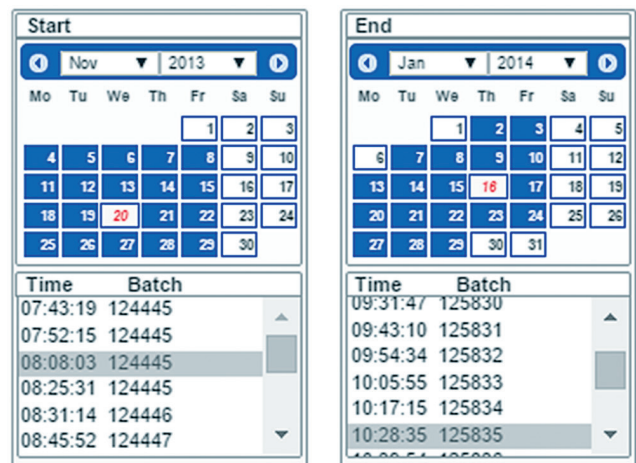 Start
Nov 2013
Mo Tu We Th Fr Sa Su
1 2 3
4 5 6 7 8 9 10
11 12 13 14 15 16 17
18 19 20 21 22 23 24
25 26 27 28 29 30
Time Batch
07:43:19 124445
07:52:15 124445
08:08:03 124445
08:25:31 124445
08:31:14 124446
08:45:52 124447
End
Jan 2014
Mo Tu We Th Fr Sa Su
1 2 3 4 5
6 7 8 9 10 11 12
13 14 15 16 17 18 19
20 21 22 23 24 25 26
27 28 29 30 31
Time Batch
09:31:47 125830
09:43:10 125831
09:54:34 125832
10:05:55 125833
10:17:15 125834
10:28:35 125835